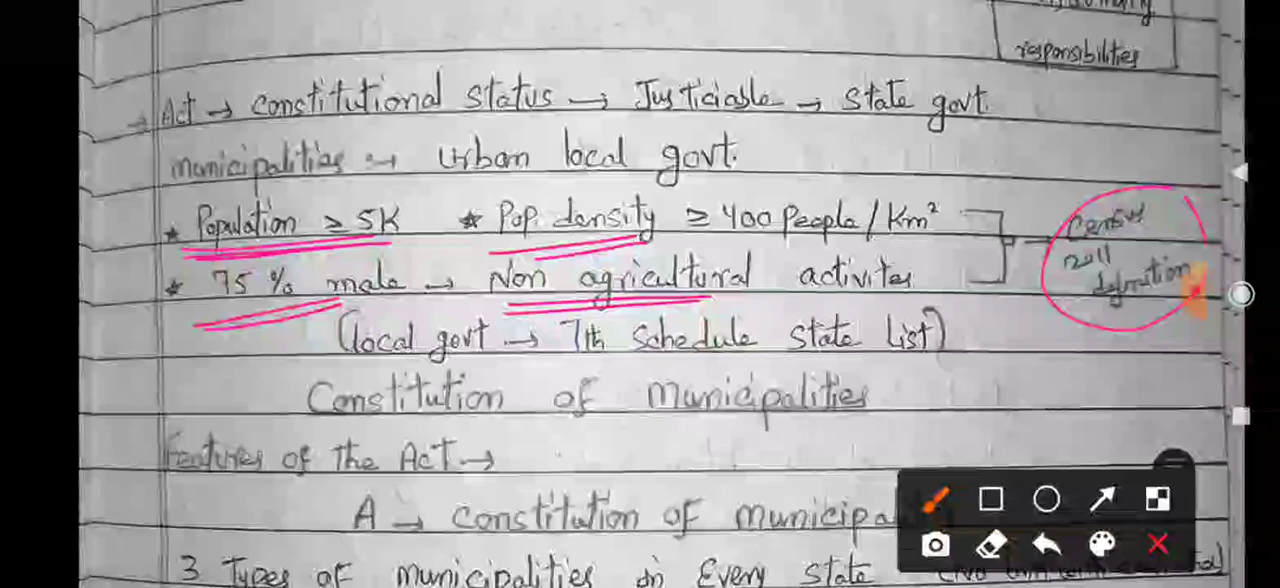 responsibilities
Act → constitutional status → Justiciable → state govt.
municipalities → Urban local govt.
* Population ≥ 5K * Pop. density ≥ 400 People / Km²
* 75 % male → Non agricultural activites
Census 2011 defination
(local govt → 7th schedule state list)
Constitution of municipalities
Features of the Act →
A → constitution of municipa
3 Types of municipalities in Every state